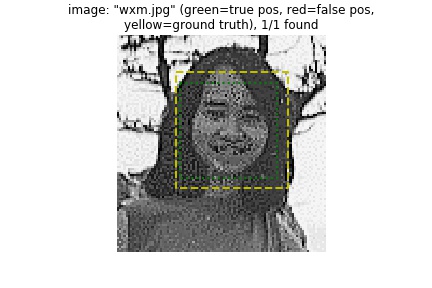 image: "wxm.jpg" (green=true pos, red=false pos,
yellow=ground truth), 1/1 found